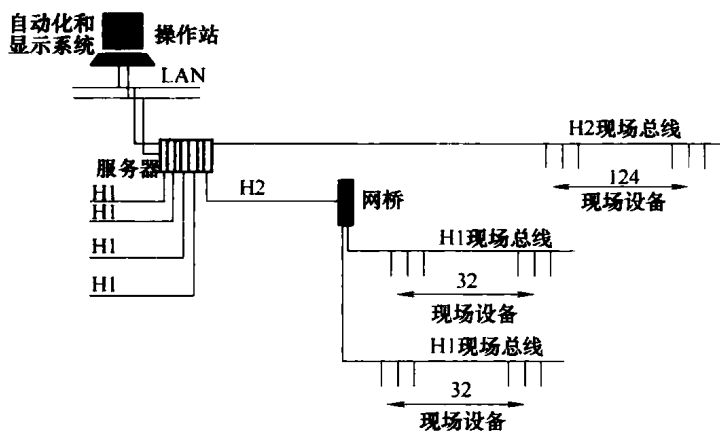 自动化和
显示系统
操作站
LAN
服务器
H2现场总线
124
现场设备
H1
H1
H1
H1
H2
网桥
H1现场总线
32
现场设备
H1现场总线
32
现场设备